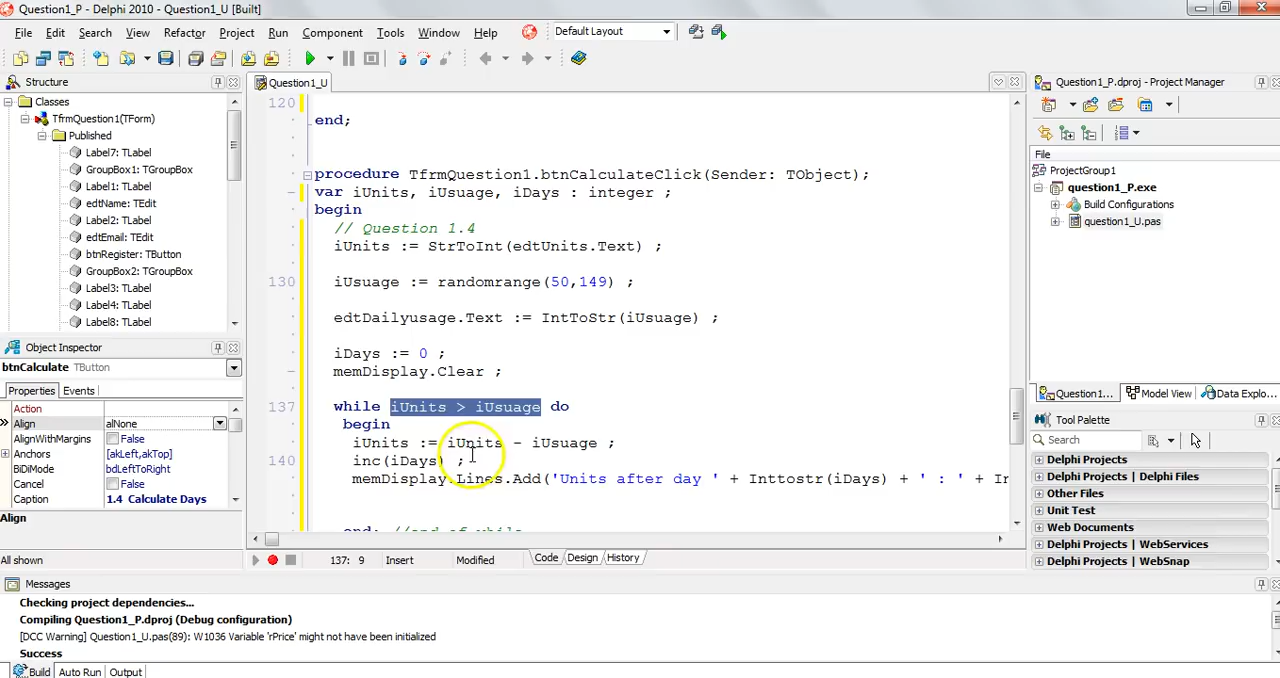 Question1_P - Delphi 2010 - Question1_U [Built]
File Edit Search View Refactor Project Run Component Tools Window Help Default Layout
Structure
Classes
TfrmQuestion1(TForm)
Published
Label7: TLabel
GroupBox1: TGroupBox
Label1: TLabel
edtName: TEdit
Label2: TLabel
edtEmail: TEdit
btnRegister: TButton
GroupBox2: TGroupBox
Label3: TLabel
Label4: TLabel
Label8: TLabel
Object Inspector
btnCalculate TButton
Properties Events
Action
Align alNone
AlignWithMargins False
Anchors [akLeft,akTop]
BiDiMode bdLeftToRight
Cancel False
Caption 1.4 Calculate Days
Align
All shown
Question1_U
120
end;
procedure TfrmQuestion1.btnCalculateClick(Sender: TObject);
var iUnits, iUsuage, iDays : integer ;
begin
// Question 1.4
iUnits := StrToInt(edtUnits.Text) ;
130 iUsuage := randomrange(50,149) ;
edtDailyusage.Text := IntToStr(iUsuage) ;
iDays := 0 ;
memDisplay.Clear ;
137 while iUnits > iUsuage do
begin
iUnits := iUnits - iUsuage ;
140 inc(iDays) ;
memDisplay.Lines.Add('Units after day ' + Inttostr(iDays) + ' : ' + In
end; //end of while
137: 9 Insert Modified Code Design History
Question1_P.dproj - Project Manager
File
ProjectGroup1
question1_P.exe
Build Configurations
question1_U.pas
Question1... Model View Data Explo...
Tool Palette
Search
Delphi Projects
Delphi Projects | Delphi Files
Other Files
Unit Test
Web Documents
Delphi Projects | WebServices
Delphi Projects | WebSnap
Messages
Checking project dependencies...
Compiling Question1_P.dproj (Debug configuration)
[DCC Warning] Question1_U.pas(89): W1036 Variable 'rPrice' might not have been initialized
Success
Build Auto Run Output